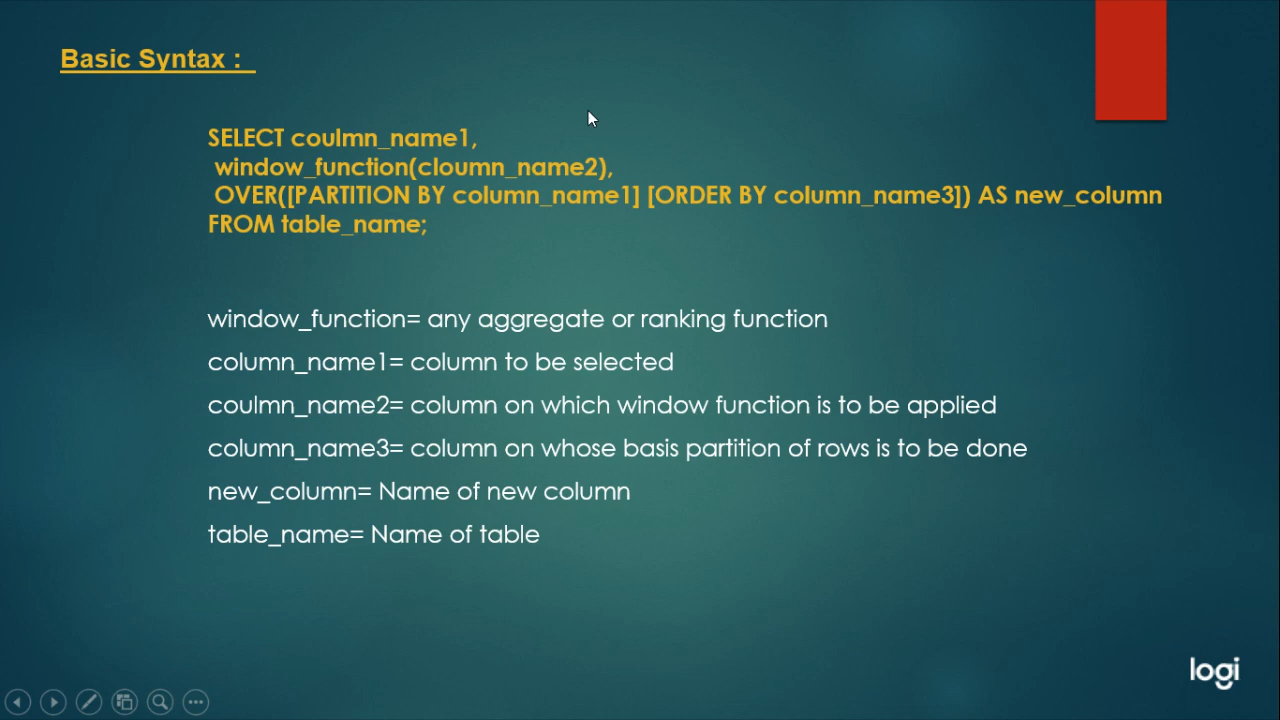 Basic Syntax :
SELECT coulmn_name1,
window_function(cloumn_name2),
OVER([PARTITION BY column_name1] [ORDER BY column_name3]) AS new_column
FROM table_name;
window_function= any aggregate or ranking function
column_name1= column to be selected
coulmn_name2= column on which window function is to be applied
column_name3= column on whose basis partition of rows is to be done
new_column= Name of new column
table_name= Name of table
logi